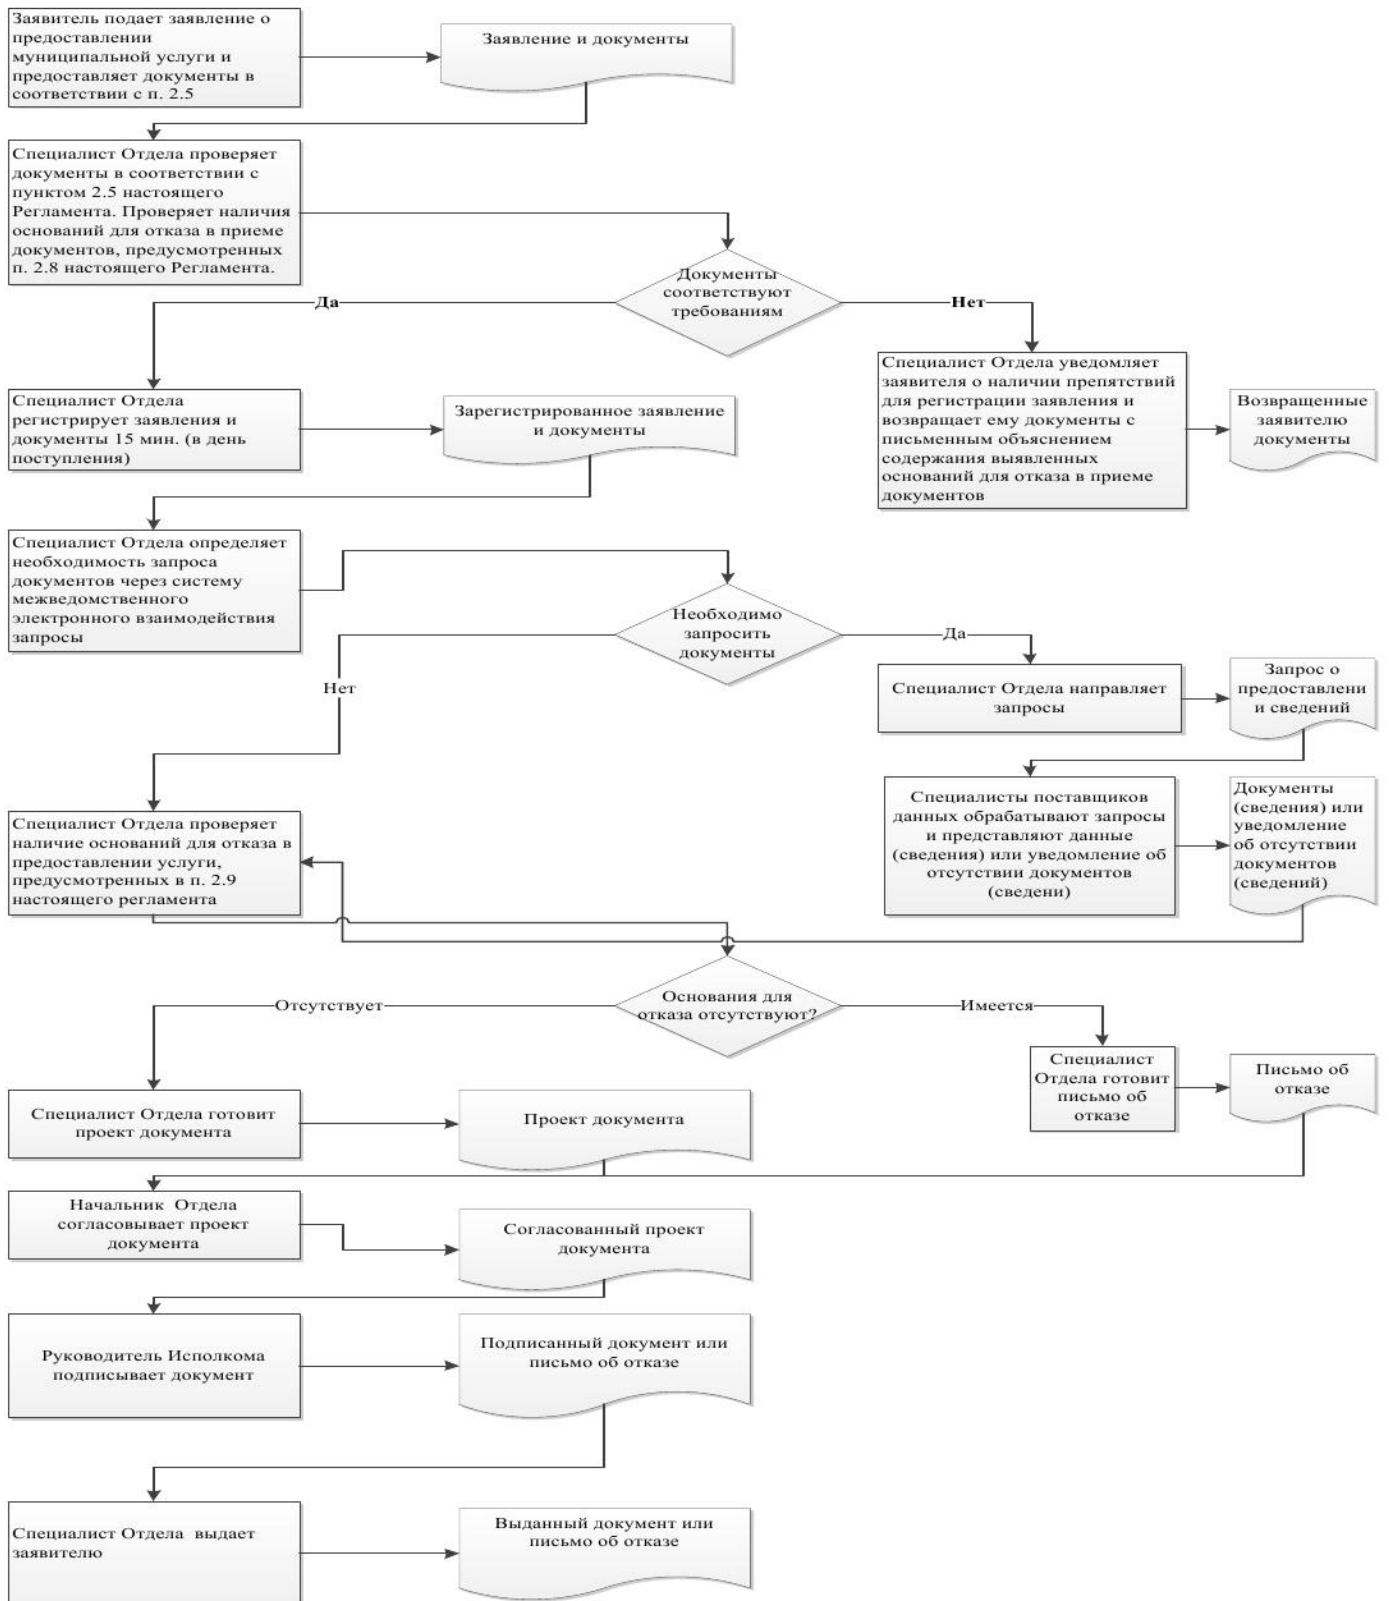 Заявитель подает заявление о
предоставлении
муниципальной услуги и
предоставляет документы в
соответствии с п. 2.5
Заявление и документы
Специалист Отдела проверяет
документы в соответствии с
пунктом 2.5 настоящего
Регламента. Проверяет наличия
оснований для отказа в приеме
документов, предусмотренных
п. 2.8 настоящего Регламента.
Документы
соответствуют
требованиям
Да
Нет
Специалист Отдела
регистрирует заявления и
документы 15 мин. (в день
поступления)
Зарегистрированное заявление
и документы
Специалист Отдела уведомляет
заявителя о наличии препятствий
для регистрации заявления и
возвращает ему документы с
письменным объяснением
содержания выявленных
оснований для отказа в приеме
документов
Возвращенные
заявителю
документы
Специалист Отдела определяет
необходимость запроса
документов через систему
межведомственного
электронного взаимодействия
запросы
Необходимо
запросить
документы
Да
Нет
Специалист Отдела направляет
запросы
Запрос о
предоставлени
и сведений
Специалисты поставщиков
данных обрабатывают запросы
и представляют данные
(сведения) или уведомление об
отсутствии документов
(сведени)
Документы
(сведения) или
уведомление
об отсутствии
документов
(сведений)
Специалист Отдела проверяет
наличие оснований для отказа в
предоставлении услуги,
предусмотренных в п. 2.9
настоящего регламента
Основания для
отказа отсутствуют?
Отсутствует
Имеется
Специалист
Отдела готовит
письмо об
отказе
Письмо об
отказе
Специалист Отдела готовит
проект документа
Проект документа
Начальник  Отдела
согласовывает проект
документа
Согласованный проект
документа
Руководитель Исполкома
подписывает документ
Подписанный документ или
письмо об отказе
Специалист Отдела  выдает
заявителю
Выданный документ или
письмо об отказе